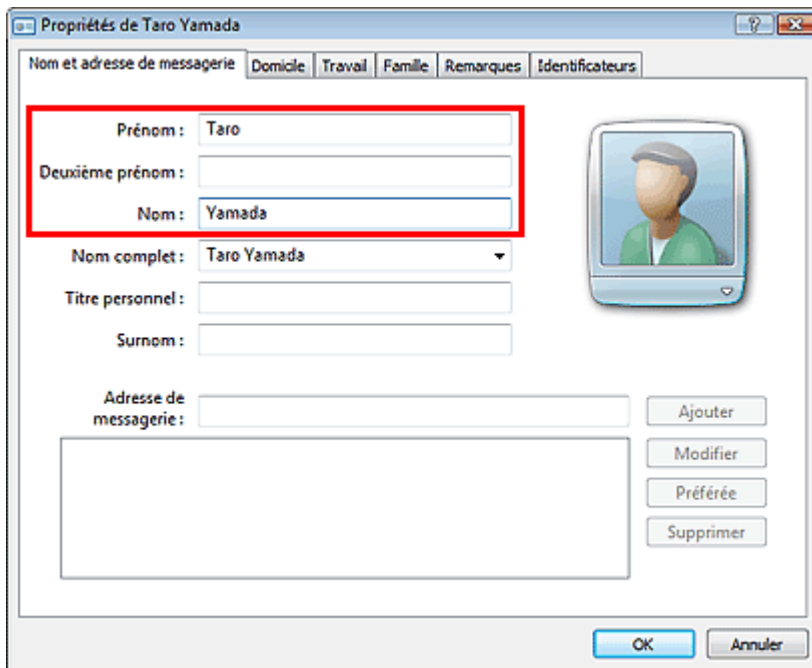 Propriétés de Taro Yamada
Nom et adresse de messagerie Domicile Travail Famille Remarques Identificateurs
Prénom : Taro
Deuxième prénom :
Nom : Yamada
Nom complet : Taro Yamada
Titre personnel :
Surnom :
Adresse de
messagerie :
Ajouter
Modifier
Préférée
Supprimer
OK Annuler